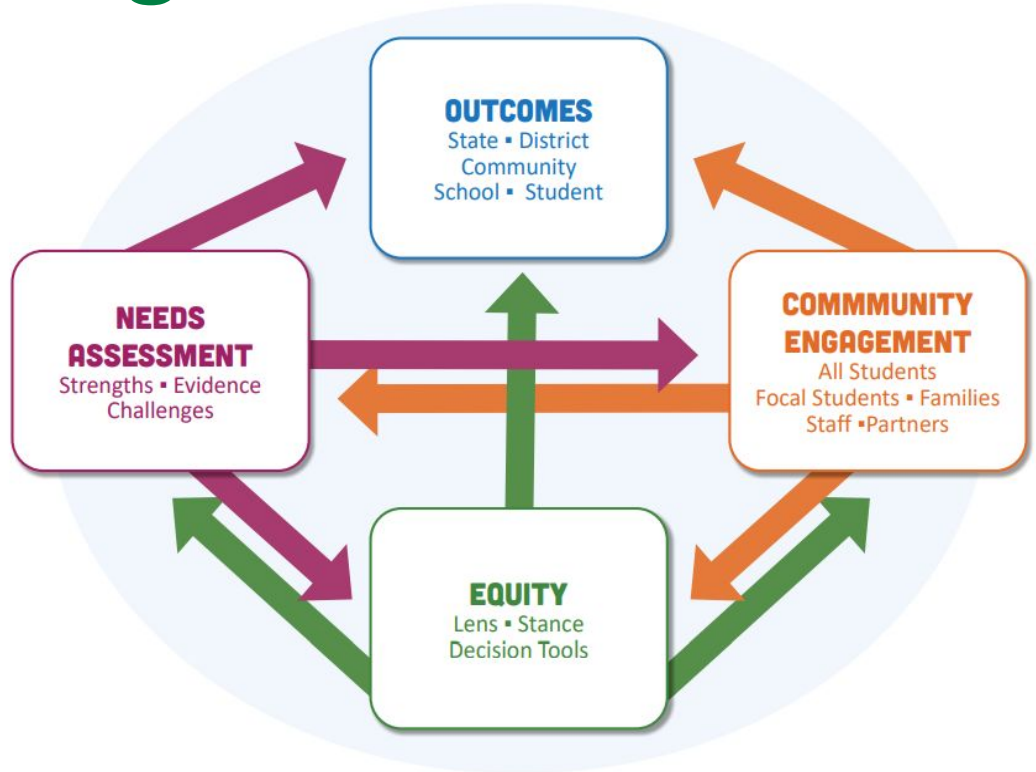 OUTCOMES
State ▪ District
Community
School ▪ Student
NEEDS
ASSESSMENT
Strengths ▪ Evidence
Challenges
COMMMUNITY
ENGAGEMENT
All Students
Focal Students ▪ Families
Staff ▪Partners
EQUITY
Lens ▪ Stance
Decision Tools